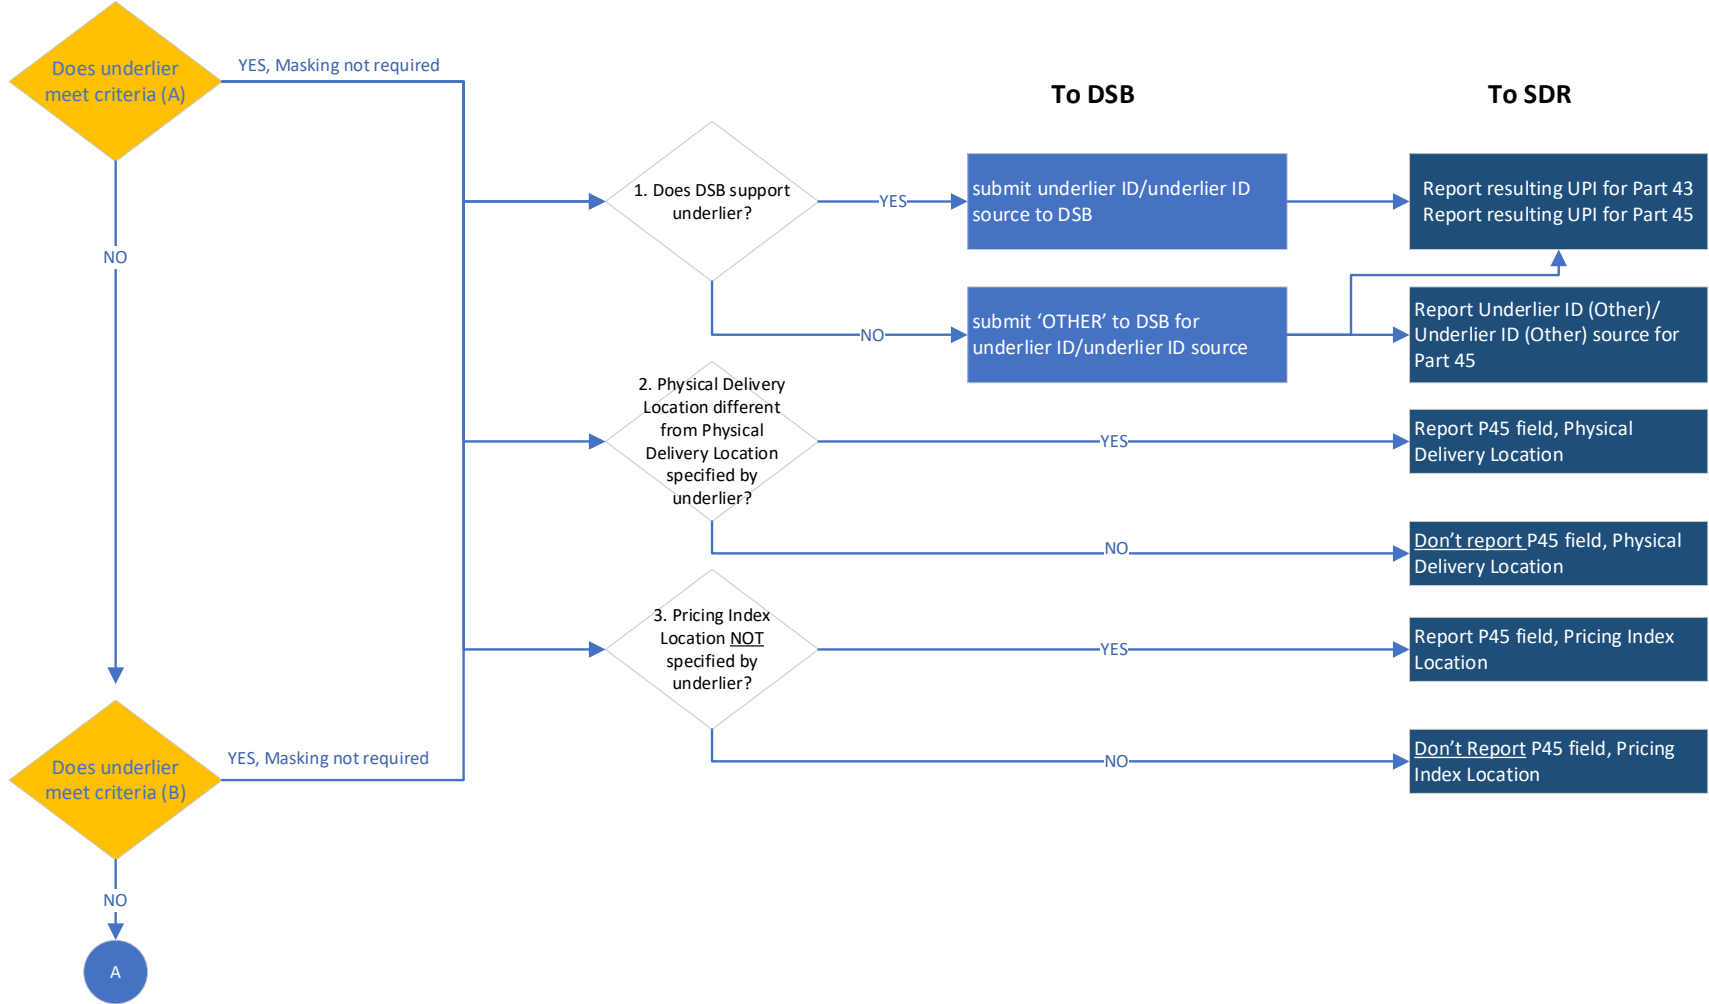 Does underlier
meet criteria (A)
YES, Masking not required
NO
To DSB
To SDR
1. Does DSB support
underlier?
YES
submit underlier ID/underlier ID
source to DSB
Report resulting UPI for Part 43
Report resulting UPI for Part 45
NO
submit ‘OTHER’ to DSB for
underlier ID/underlier ID source
Report Underlier ID (Other)/
Underlier ID (Other) source for
Part 45
2. Physical Delivery
Location different
from Physical
Delivery Location
specified by
underlier?
YES
Report P45 field, Physical
Delivery Location
NO
Don’t report P45 field, Physical
Delivery Location
3. Pricing Index
Location NOT
specified by
underlier?
YES
Report P45 field, Pricing Index
Location
NO
Don’t Report P45 field, Pricing
Index Location
Does underlier
meet criteria (B)
YES, Masking not required
NO
A